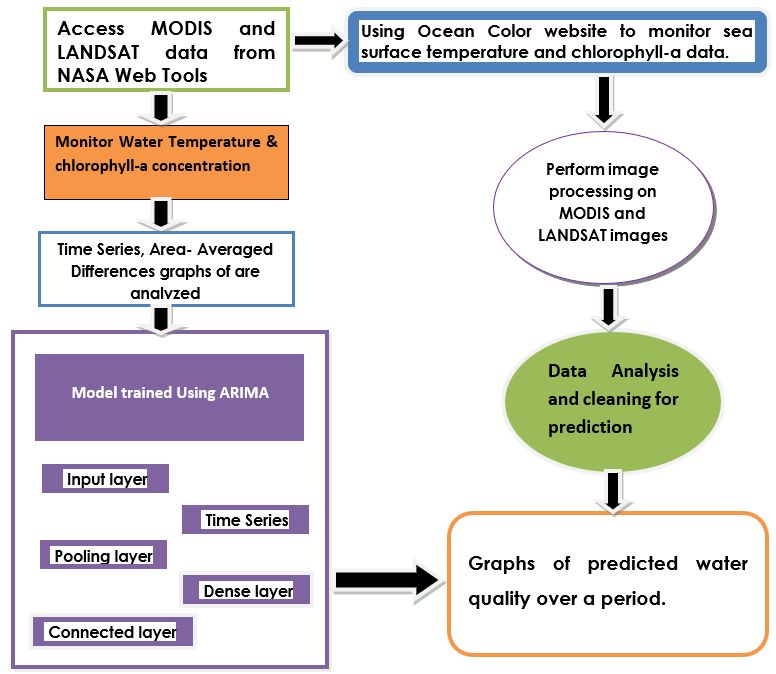 Access MODIS and
LANDSAT data from
NASA Web Tools
Using Ocean Color website to monitor sea
surface temperature and chlorophyll-a data.
Monitor Water Temperature &
chlorophyll-a concentration
Perform image
processing on
MODIS and
LANDSAT images
Time Series, Area- Averaged
Differences graphs of are
analyzed
Model trained Using ARIMA
Data Analysis
and cleaning for
prediction
Input layer
Time Series
Pooling layer
Dense layer
Connected layer
Graphs of predicted water
quality over a period.